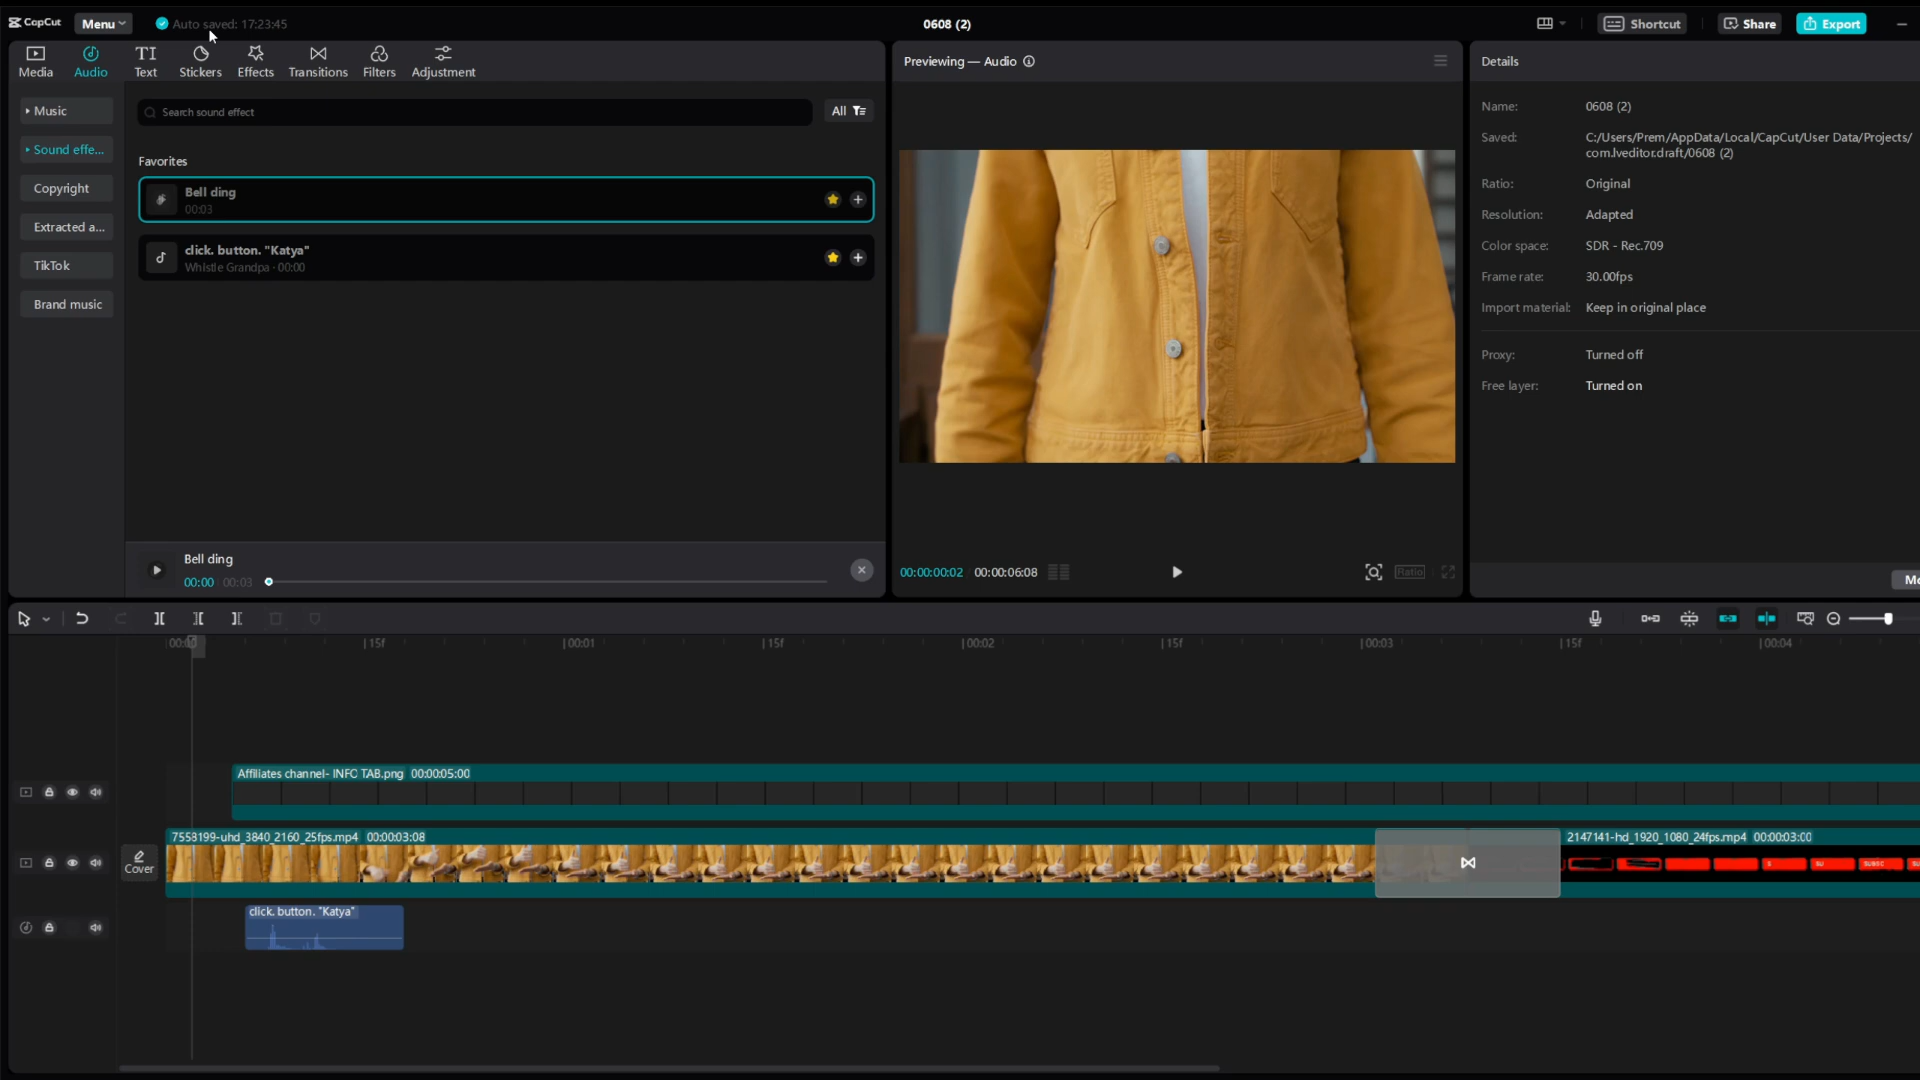 CapCut
Menu
Auto saved: 17:23:45
0608 (2)
Shortcut
Share
Export
Media
Audio
Text
Stickers
Effects
Transitions
Filters
Adjustment
Music
Sound effe...
Copyright
Extracted a...
TikTok
Brand music
Search sound effect
All
Favorites
Bell ding
00:03
click. button. "Katya"
Whistle Grandpa · 00:00
Bell ding
00:00 00:03
Previewing — Audio
00:00:00:02 00:00:06:08
Ratio
Details
Name: 0608 (2)
Saved: C:/Users/Prem/AppData/Local/CapCut/User Data/Projects/
com.lveditor.draft/0608 (2)
Ratio: Original
Resolution: Adapted
Color space: SDR - Rec.709
Frame rate: 30.00fps
Import material: Keep in original place
Proxy: Turned off
Free layer: Turned on
15f
00:01
15f
00:02
15f
00:03
15f
00:04
Affiliates channel- INFO TAB.png 00:00:05:00
7558199-uhd_3840_2160_25fps.mp4 00:00:03:08
2147141-hd_1920_1080_24fps.mp4 00:00:03:00
Cover
S
SU
SUBSC
click. button. "Katya"